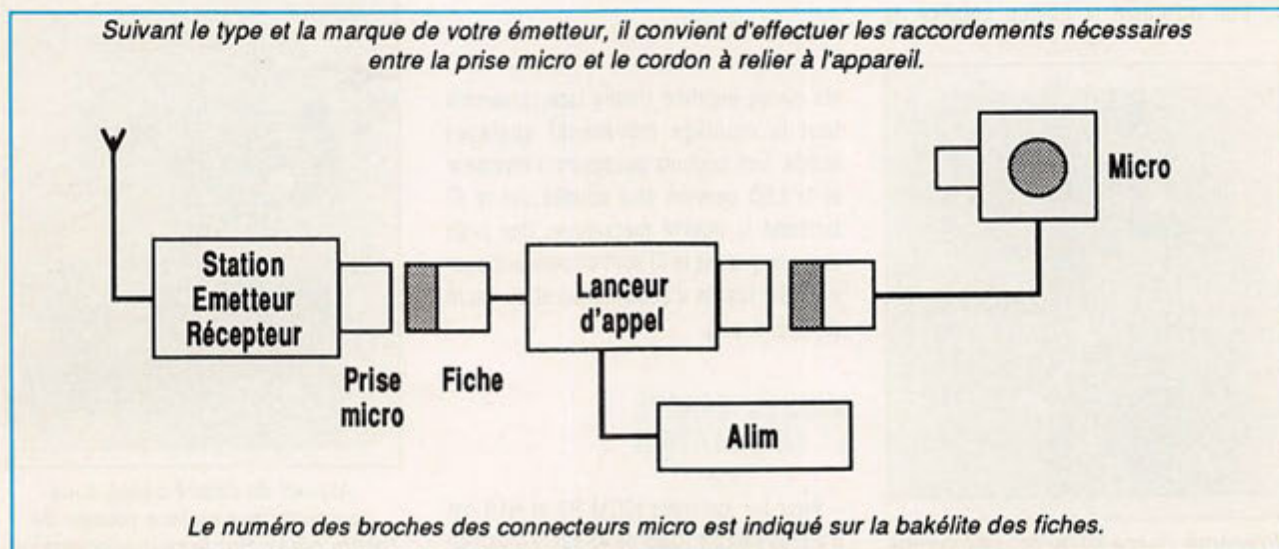 Suivant le type et la marque de votre émetteur, il convient d'effectuer les raccordements nécessaires
entre la prise micro et le cordon à relier à l'appareil.
Micro
Station
Emetteur
Récepteur
Lanceur
d'appel
Prise
micro
Fiche
Alim
Le numéro des broches des connecteurs micro est indiqué sur la bakélite des fiches.